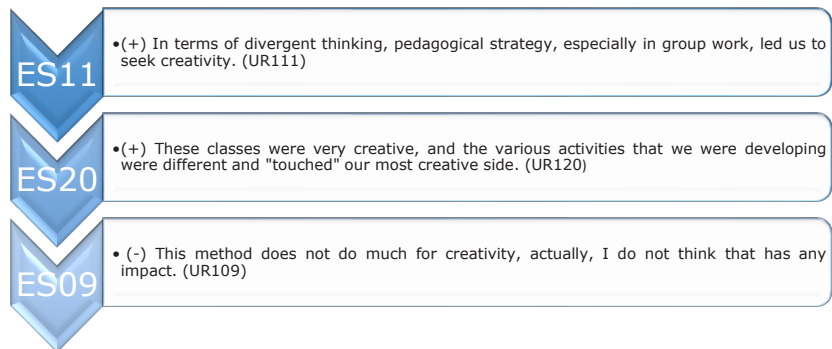 ES11
•(+) In terms of divergent thinking, pedagogical strategy, especially in group work, led us to
seek creativity. (UR111)
ES20
•(+) These classes were very creative, and the various activities that we were developing
were different and "touched" our most creative side. (UR120)
ES09
• (-) This method does not do much for creativity, actually, I do not think that has any
impact. (UR109)